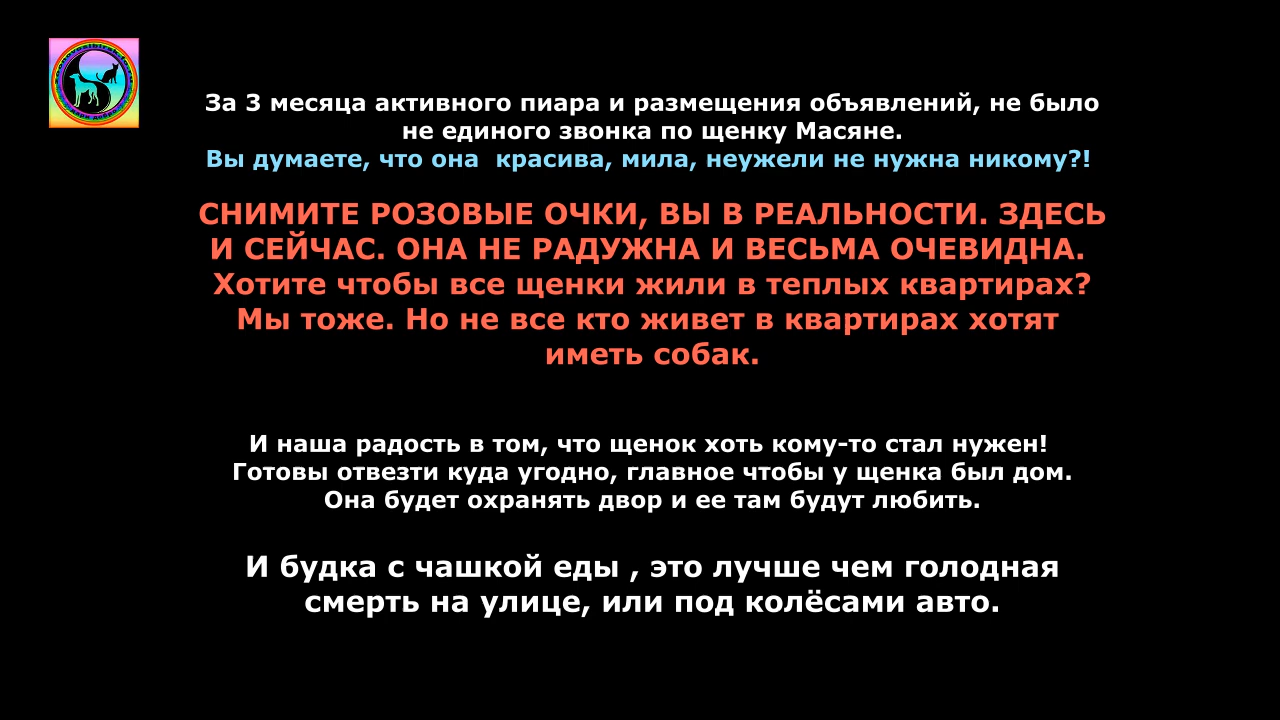 За 3 месяца активного пиара и размещения объявлений, не было
не единого звонка по щенку Масяне.
Вы думаете, что она  красива, мила, неужели не нужна никому?!
СНИМИТЕ РОЗОВЫЕ ОЧКИ, ВЫ В РЕАЛЬНОСТИ. ЗДЕСЬ
И СЕЙЧАС. ОНА НЕ РАДУЖНА И ВЕСЬМА ОЧЕВИДНА.
Хотите чтобы все щенки жили в теплых квартирах?
Мы тоже. Но не все кто живет в квартирах хотят
иметь собак.
И наша радость в том, что щенок хоть кому-то стал нужен!
Готовы отвезти куда угодно, главное чтобы у щенка был дом.
Она будет охранять двор и ее там будут любить.
И будка с чашкой еды , это лучше чем голодная
смерть на улице, или под колёсами авто.